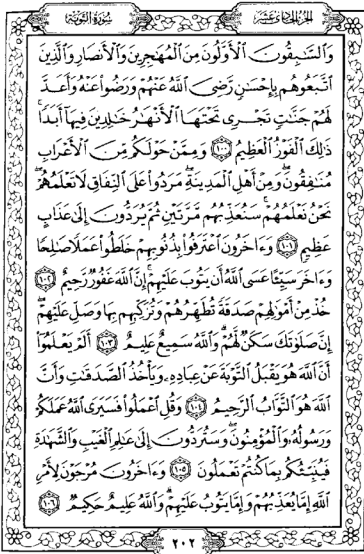 الجزء الحادي عشر
سورة التوبة
وَٱلسَّٰبِقُونَ ٱلْأَوَّلُونَ مِنَ ٱلْمُهَٰجِرِينَ وَٱلْأَنصَارِ وَٱلَّذِينَ
ٱتَّبَعُوهُم بِإِحْسَٰنٍ رَّضِىَ ٱللَّهُ عَنْهُمْ وَرَضُوا۟ عَنْهُ وَأَعَدَّ
لَهُمْ جَنَّٰتٍ تَجْرِى تَحْتَهَا ٱلْأَنْهَٰرُ خَٰلِدِينَ فِيهَآ أَبَدًا ۚ
ذَٰلِكَ ٱلْفَوْزُ ٱلْعَظِيمُ ١٠٠ وَمِمَّنْ حَوْلَكُم مِّنَ ٱلْأَعْرَابِ
مُنَٰفِقُونَ ۖ وَمِنْ أَهْلِ ٱلْمَدِينَةِ ۖ مَرَدُوا۟ عَلَى ٱلنِّفَاقِ لَا تَعْلَمُهُمْ ۖ
نَحْنُ نَعْلَمُهُمْ ۚ سَنُعَذِّبُهُم مَّرَّتَيْنِ ثُمَّ يُرَدُّونَ إِلَىٰ عَذَابٍ
عَظِيمٍ ١٠١ وَءَاخَرُونَ ٱعْتَرَفُوا۟ بِذُنُوبِهِمْ خَلَطُوا۟ عَمَلًا صَٰلِحًا
وَءَاخَرَ سَيِّئًا عَسَى ٱللَّهُ أَن يَتُوبَ عَلَيْهِمْ ۚ إِنَّ ٱللَّهَ غَفُورٌ رَّحِيمٌ ١٠٢
خُذْ مِنْ أَمْوَٰلِهِمْ صَدَقَةً تُطَهِّرُهُمْ وَتُزَكِّيهِم بِهَا وَصَلِّ عَلَيْهِمْ ۖ
إِنَّ صَلَوٰتَكَ سَكَنٌ لَّهُمْ ۗ وَٱللَّهُ سَمِيعٌ عَلِيمٌ ١٠٣ أَلَمْ يَعْلَمُوٓا۟
أَنَّ ٱللَّهَ هُوَ يَقْبَلُ ٱلتَّوْبَةَ عَنْ عِبَادِهِۦ وَيَأْخُذُ ٱلصَّدَقَٰتِ وَأَنَّ
ٱللَّهَ هُوَ ٱلتَّوَّابُ ٱلرَّحِيمُ ١٠٤ وَقُلِ ٱعْمَلُوا۟ فَسَيَرَى ٱللَّهُ عَمَلَكُمْ
وَرَسُولُهُۥ وَٱلْمُؤْمِنُونَ ۖ وَسَتُرَدُّونَ إِلَىٰ عَٰلِمِ ٱلْغَيْبِ وَٱلشَّهَٰدَةِ
فَيُنَبِّئُكُم بِمَا كُنتُمْ تَعْمَلُونَ ١٠٥ وَءَاخَرُونَ مُرْجَوْنَ لِأَمْرِ
ٱللَّهِ إِمَّا يُعَذِّبُهُمْ وَإِمَّا يَتُوبُ عَلَيْهِمْ ۗ وَٱللَّهُ عَلِيمٌ حَكِيمٌ ١٠٦
٢٠٢